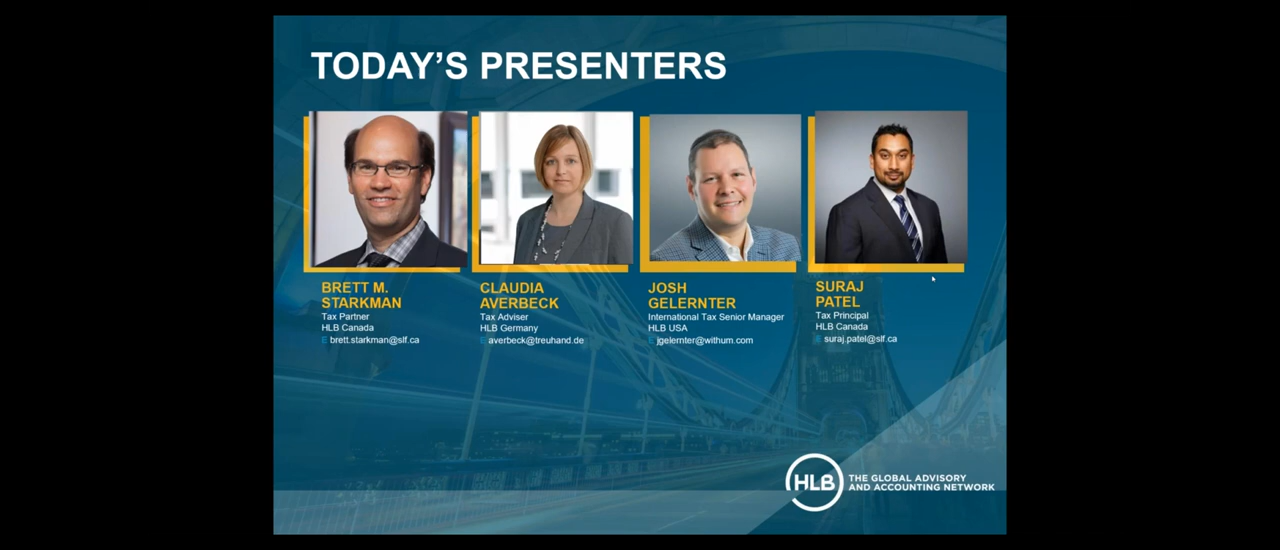 TODAY'S PRESENTERS
BRETT M.
STARKMAN
Tax Partner
HLB Canada
E brett.starkman@slf.ca
CLAUDIA
AVERBECK
Tax Adviser
HLB Germany
E averbeck@treuhand.de
JOSH
GELERNTER
International Tax Senior Manager
HLB USA
E jgelernter@withum.com
SURAJ
PATEL
Tax Principal
HLB Canada
E suraj.patel@slf.ca
HLB
THE GLOBAL ADVISORY
AND ACCOUNTING NETWORK